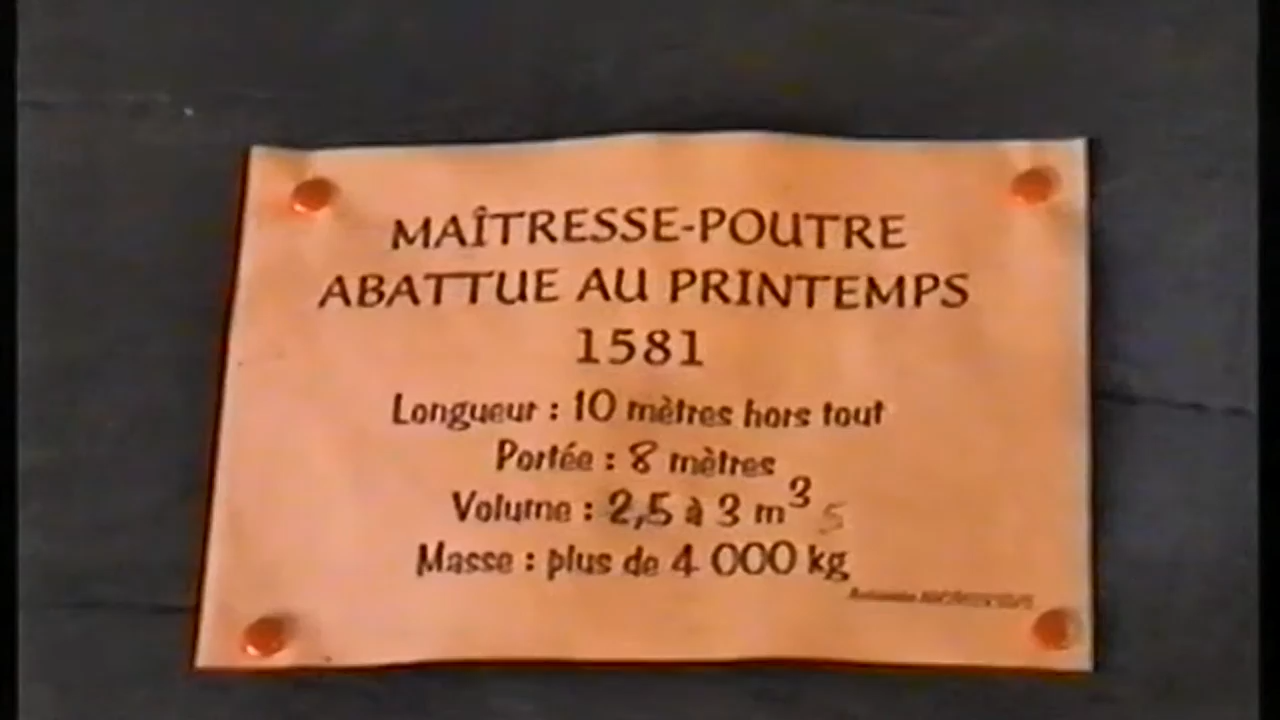 MAÎTRESSE-POUTRE
ABATTUE AU PRINTEMPS
1581
Longueur : 10 mètres hors tout
Portée : 8 mètres
Volume : 2,5 à 3 m³ 5
Masse : plus de 4 000 kg